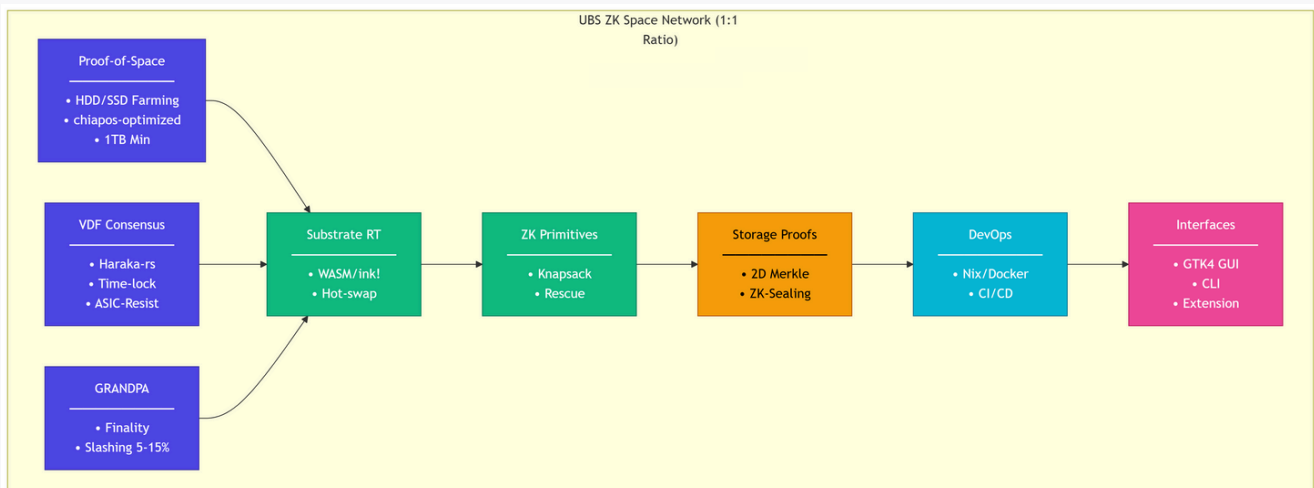 UBS ZK Space Network (1:1
Ratio)
Proof-of-Space
• HDD/SSD Farming
• chiapos-optimized
• 1TB Min
VDF Consensus
• Haraka-rs
• Time-lock
• ASIC-Resist
GRANDPA
• Finality
• Slashing 5-15%
Substrate RT
• WASM/ink!
• Hot-swap
ZK Primitives
• Knapsack
• Rescue
Storage Proofs
• 2D Merkle
• ZK-Sealing
DevOps
• Nix/Docker
• CI/CD
Interfaces
• GTK4 GUI
• CLI
• Extension